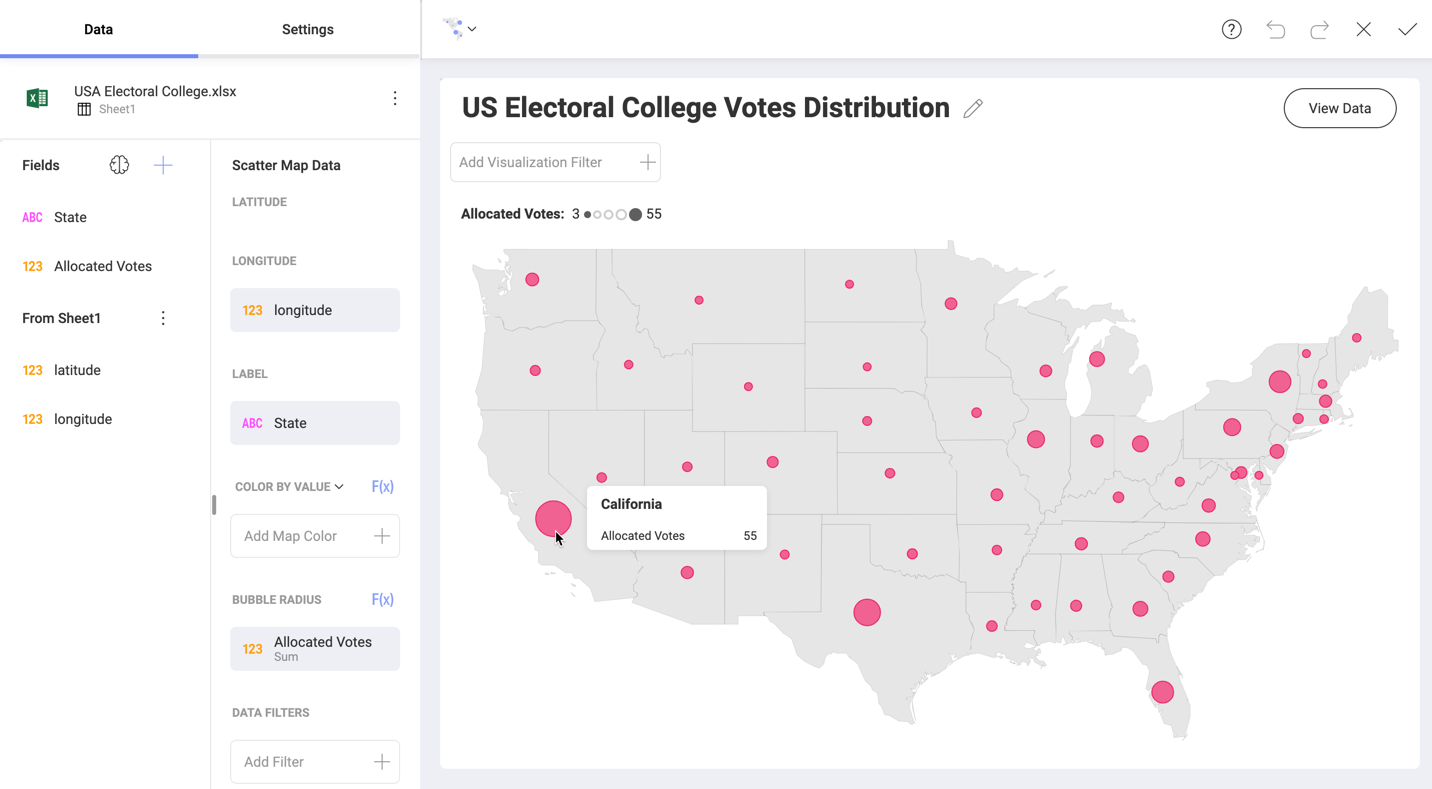 Data
Settings
USA Electoral College.xlsx
Sheet1
Fields
ABC State
123 Allocated Votes
From Sheet1
123 latitude
123 longitude
Scatter Map Data
LATITUDE
LONGITUDE
123 longitude
LABEL
ABC State
COLOR BY VALUE F(x)
Add Map Color
BUBBLE RADIUS F(x)
123 Allocated Votes
Sum
DATA FILTERS
Add Filter
US Electoral College Votes Distribution
View Data
Add Visualization Filter
Allocated Votes: 3 55
California
Allocated Votes 55